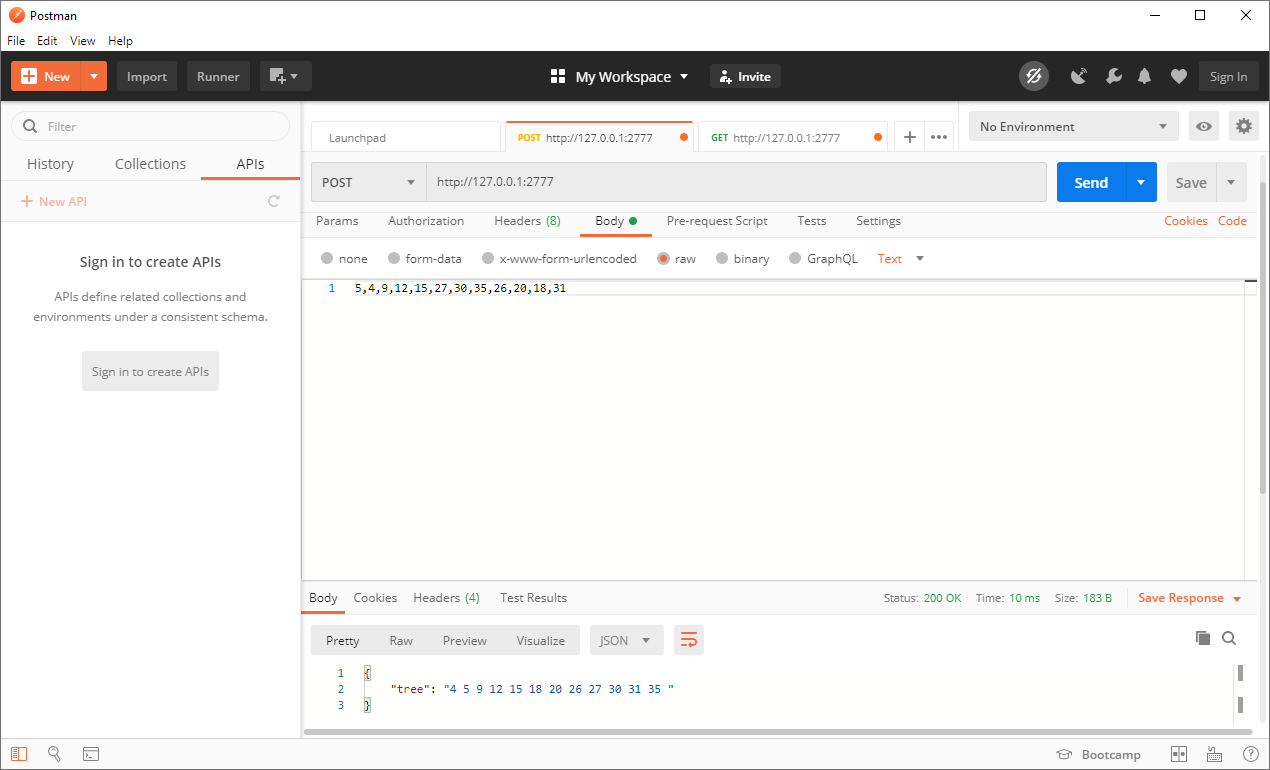 Postman
File Edit View Help
New Import Runner My Workspace Invite Sign In
Filter
History Collections APIs
New API
Sign in to create APIs
APIs define related collections and
environments under a consistent schema.
Sign in to create APIs
Launchpad POST http://127.0.0.1:2777 GET http://127.0.0.1:2777 No Environment
POST http://127.0.0.1:2777 Send Save
Params Authorization Headers (8) Body Pre-request Script Tests Settings Cookies Code
none form-data x-www-form-urlencoded raw binary GraphQL Text
1 5,4,9,12,15,27,30,35,26,20,18,31
Body Cookies Headers (4) Test Results Status: 200 OK Time: 10 ms Size: 183 B Save Response
Pretty Raw Preview Visualize JSON
1 {
2 "tree": "4 5 9 12 15 18 20 26 27 30 31 35 "
3 }
Bootcamp